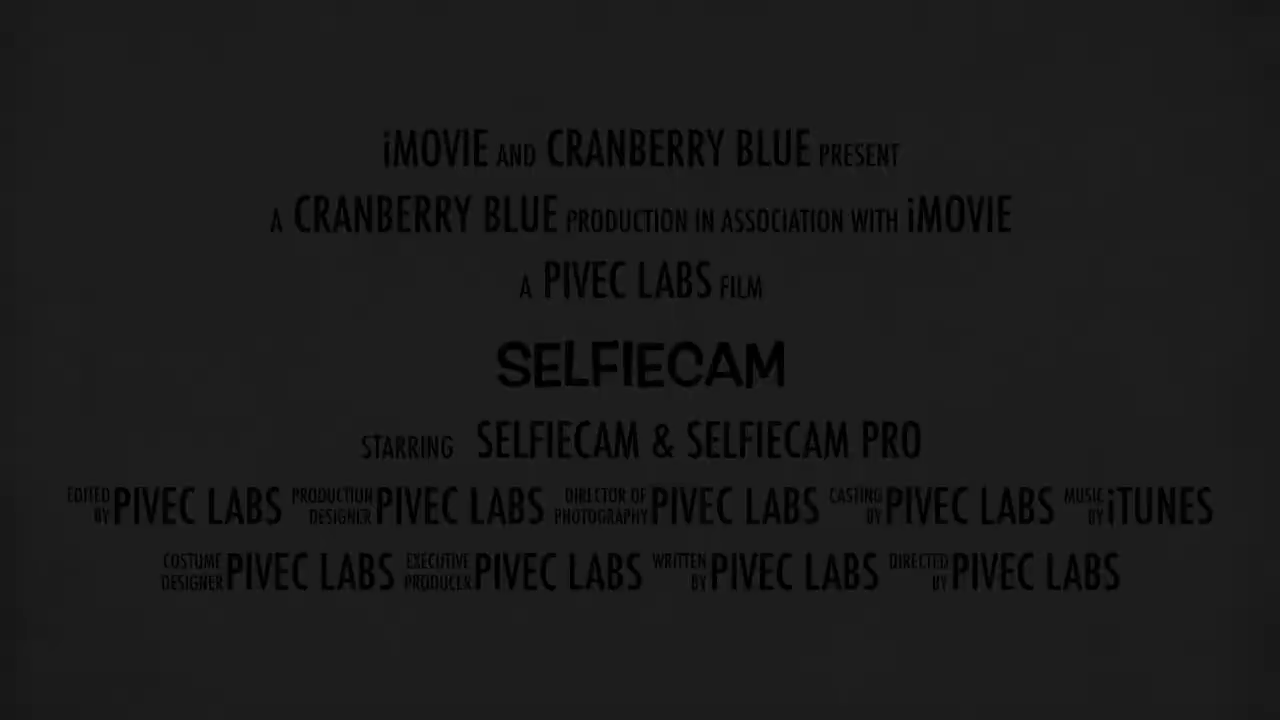 iMOVIE AND CRANBERRY BLUE PRESENT
A CRANBERRY BLUE PRODUCTION IN ASSOCIATION WITH iMOVIE
A PIVEC LABS FILM
SELFIECAM
STARRING SELFIECAM & SELFIECAM PRO
EDITED BY PIVEC LABS PRODUCTION DESIGNER PIVEC LABS DIRECTOR OF PHOTOGRAPHY PIVEC LABS CASTING BY PIVEC LABS MUSIC BY iTUNES
COSTUME DESIGNER PIVEC LABS EXECUTIVE PRODUCER PIVEC LABS WRITTEN BY PIVEC LABS DIRECTED BY PIVEC LABS